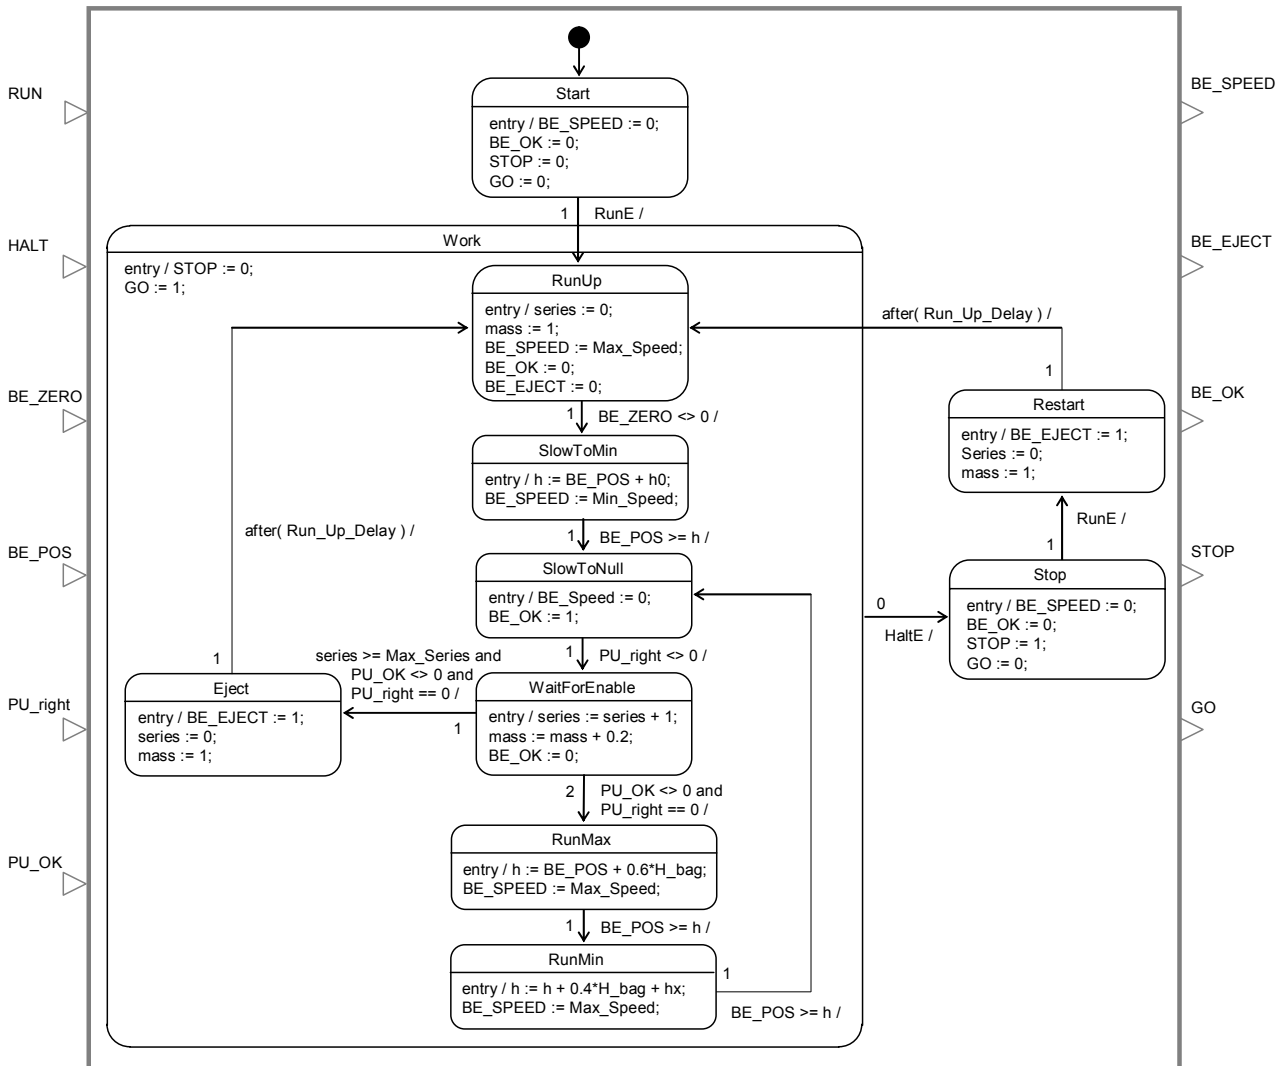 RUN
HALT
BE_ZERO
BE_POS
PU_right
PU_OK
Start
entry / BE_SPEED := 0;
BE_OK := 0;
STOP := 0;
GO := 0;
1
RunE /
Work
entry / STOP := 0;
GO := 1;
RunUp
entry / series := 0;
mass := 1;
BE_SPEED := Max_Speed;
BE_OK := 0;
BE_EJECT := 0;
1
BE_ZERO <> 0 /
SlowToMin
entry / h := BE_POS + h0;
BE_SPEED := Min_Speed;
1
BE_POS >= h /
SlowToNull
entry / BE_Speed := 0;
BE_OK := 1;
1
PU_right <> 0 /
WaitForEnable
entry / series := series + 1;
mass := mass + 0.2;
BE_OK := 0;
series >= Max_Series and
PU_OK <> 0 and
PU_right == 0 /
1
Eject
entry / BE_EJECT := 1;
series := 0;
mass := 1;
1
after( Run_Up_Delay ) /
2
PU_OK <> 0 and
PU_right == 0 /
RunMax
entry / h := BE_POS + 0.6*H_bag;
BE_SPEED := Max_Speed;
1
BE_POS >= h /
RunMin
entry / h := h + 0.4*H_bag + hx;
BE_SPEED := Max_Speed;
1
BE_POS >= h /
0
HaltE /
Stop
entry / BE_SPEED := 0;
BE_OK := 0;
STOP := 1;
GO := 0;
1
RunE /
Restart
entry / BE_EJECT := 1;
Series := 0;
mass := 1;
1
after( Run_Up_Delay ) /
BE_SPEED
BE_EJECT
BE_OK
STOP
GO